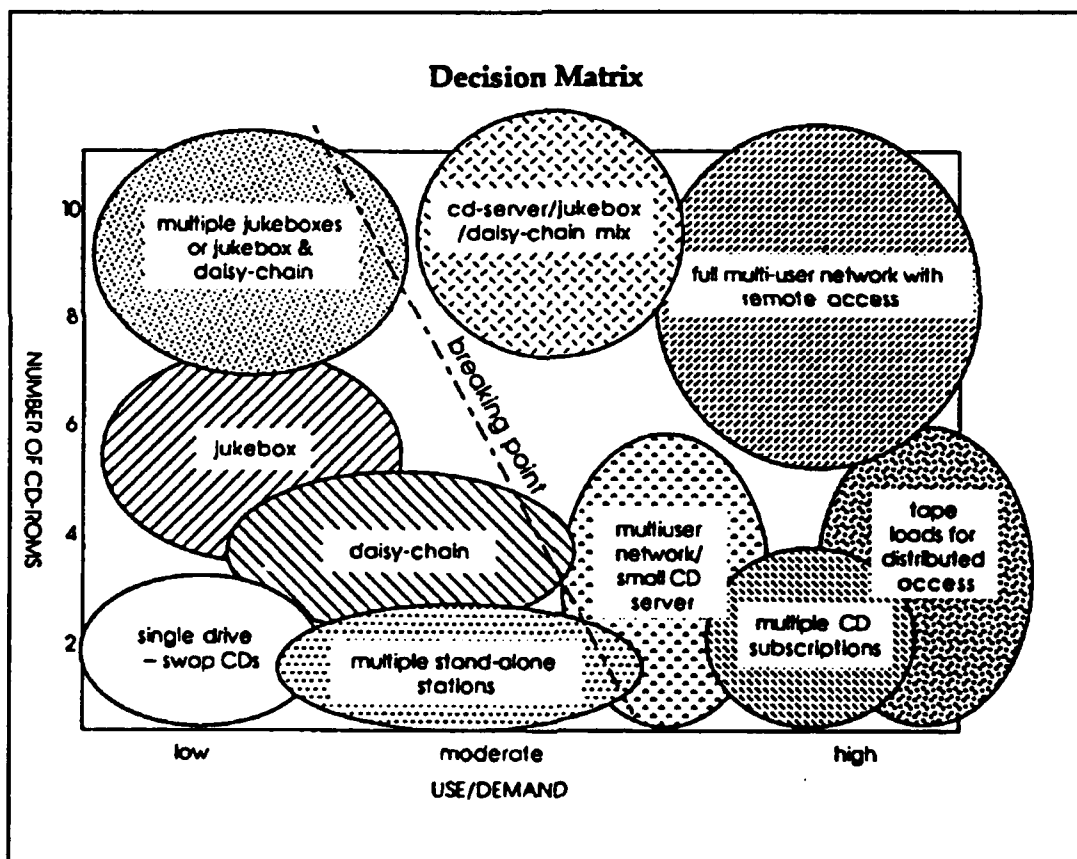 Decision Matrix
10
8
6
4
2
NUMBER OF CD-ROMS
multiple jukeboxes
or jukebox &
daisy-chain
cd-server/jukebox
/daisy-chain mix
full multi-user network with
remote access
breaking point
jukebox
daisy-chain
multiuser
network/
small CD
server
tape
loads for
distributed
access
single drive
– swap CDs
multiple stand-alone
stations
multiple CD
subscriptions
low
moderate
high
USE/DEMAND